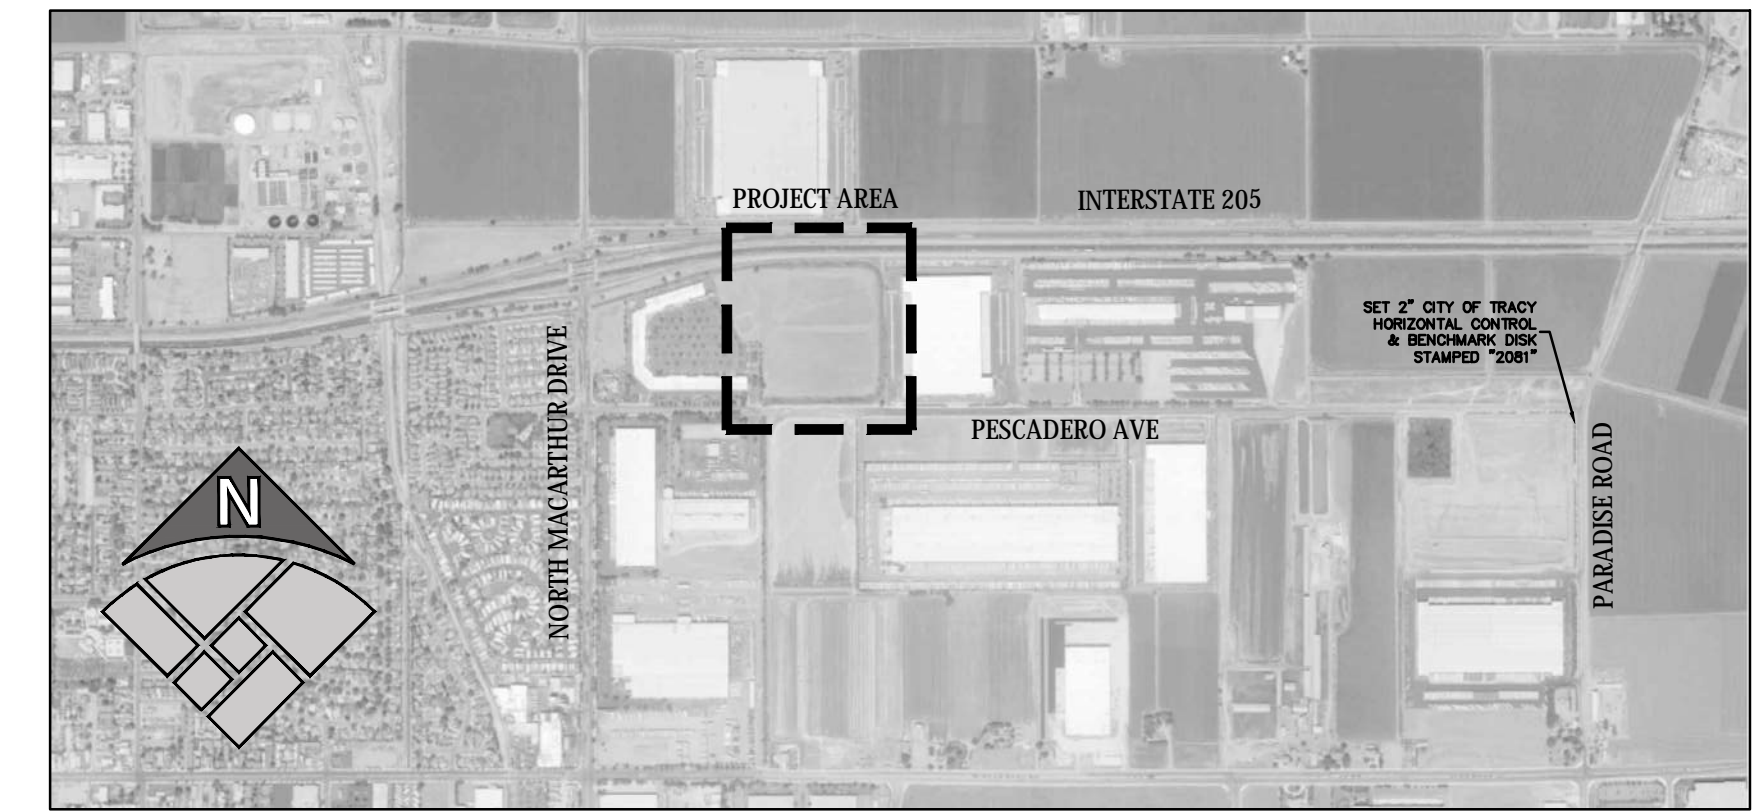 PROJECT AREA
INTERSTATE 205
SET 2" CITY OF TRACY
HORIZONTAL CONTROL
& BENCHMARK DISK
STAMPED "2081"
NORTH MACARTHUR DRIVE
PESCADERO AVE
PARADISE ROAD
N